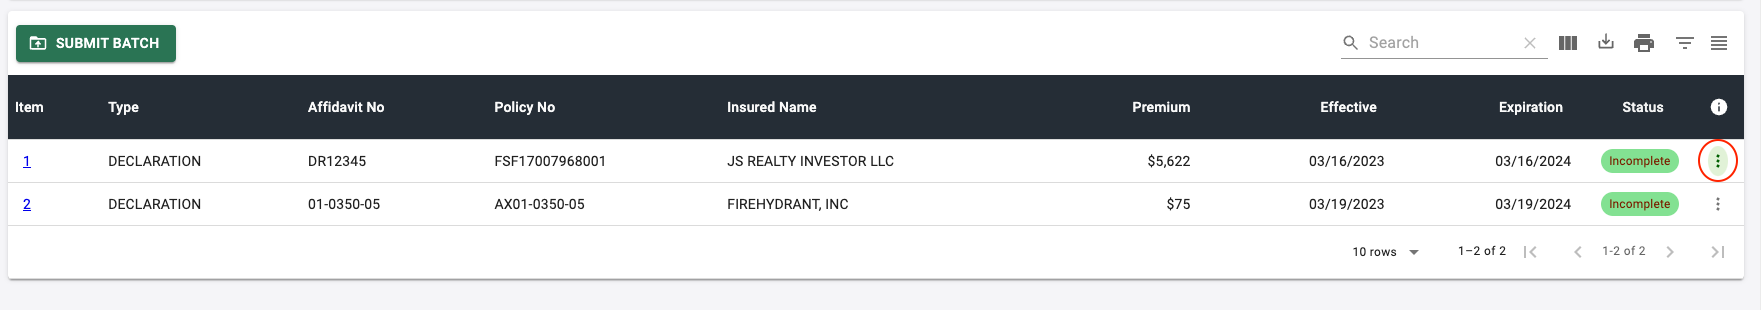 SUBMIT BATCH Search
Item Type Affidavit No Policy No Insured Name Premium Effective Expiration Status
1 DECLARATION DR12345 FSF17007968001 JS REALTY INVESTOR LLC $5,622 03/16/2023 03/16/2024 Incomplete
2 DECLARATION 01-0350-05 AX01-0350-05 FIREHYDRANT, INC $75 03/19/2023 03/19/2024 Incomplete
10 rows 1–2 of 2 1-2 of 2